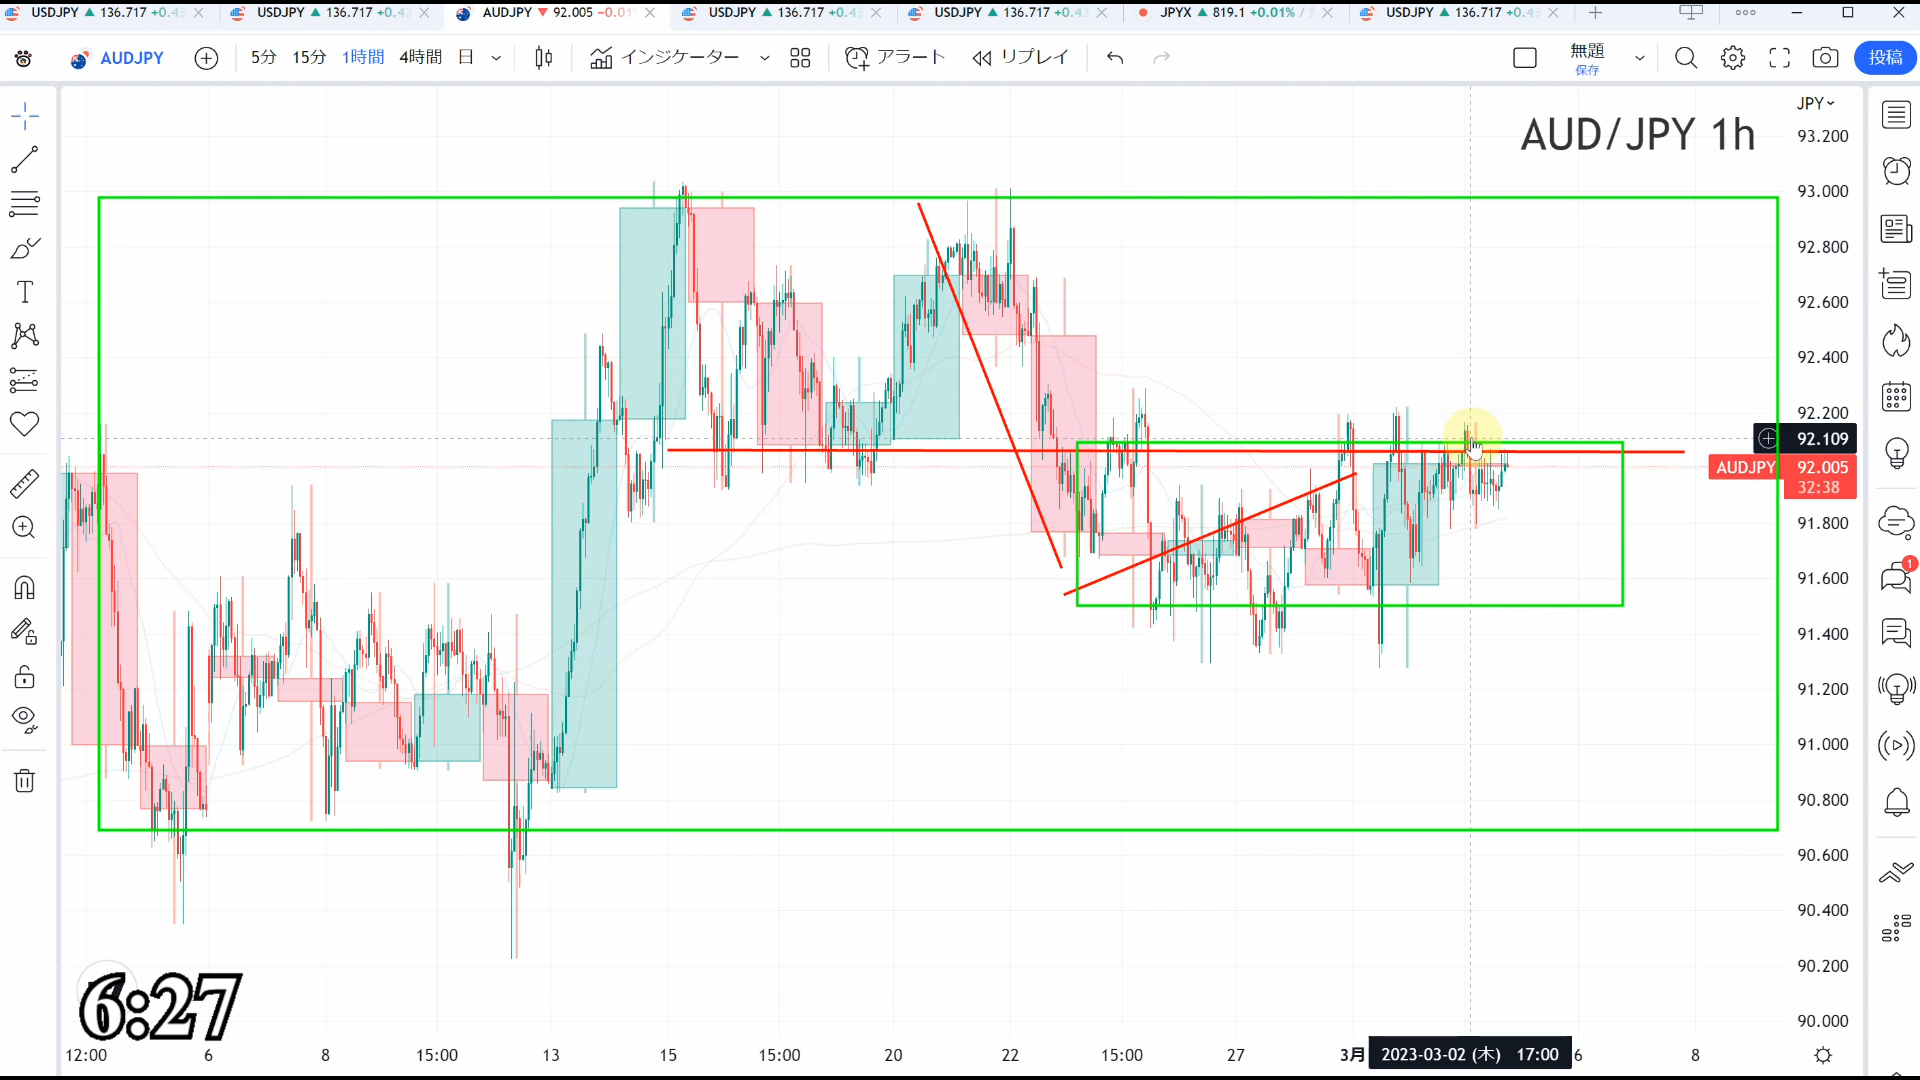 USDJPY ▲ 136.717 +0.43
USDJPY ▲ 136.717 +0.43
AUDJPY ▼ 92.005 −0.01
USDJPY ▲ 136.717 +0.43
USDJPY ▲ 136.717 +0.43
JPYX ▲ 819.1 +0.01% /
USDJPY ▲ 136.717 +0.43
AUDJPY
5分 15分 1時間 4時間 日
インジケーター
アラート
リプレイ
無題
保存
投稿
JPY
AUD/JPY 1h
93.200
93.000
92.800
92.600
92.400
92.200
92.109
AUDJPY 92.005
32:38
91.800
91.600
91.400
91.200
91.000
90.800
90.600
90.400
90.200
90.000
1
6:27
12:00 6 8 15:00 13 15 15:00 20 22 15:00 27 3月 2023-03-02 (木) 17:00 6 8